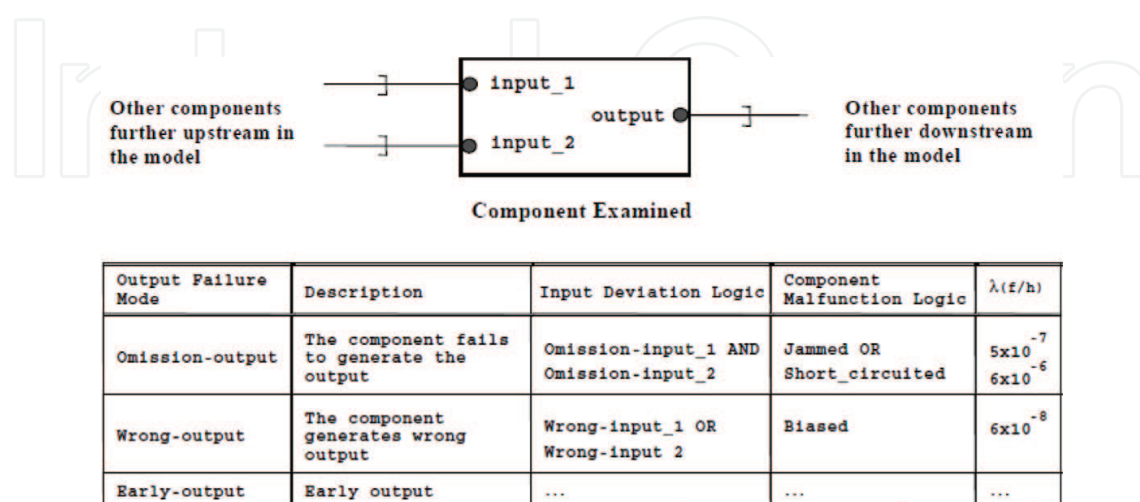 input_1
output
input_2
Other components
further upstream in
the model
Other components
further downstream
in the model
Component Examined
Output Failure
Mode
Description
Input Deviation Logic
Component
Malfunction Logic
λ(f/h)
Omission-output
The component fails
to generate the
output
Omission-input_1 AND
Omission-input_2
Jammed OR
Short_circuited
5x10^-7
6x10^-6
Wrong-output
The component
generates wrong
output
Wrong-input_1 OR
Wrong-input 2
Biased
6x10^-8
Early-output
Early output
...
...
...